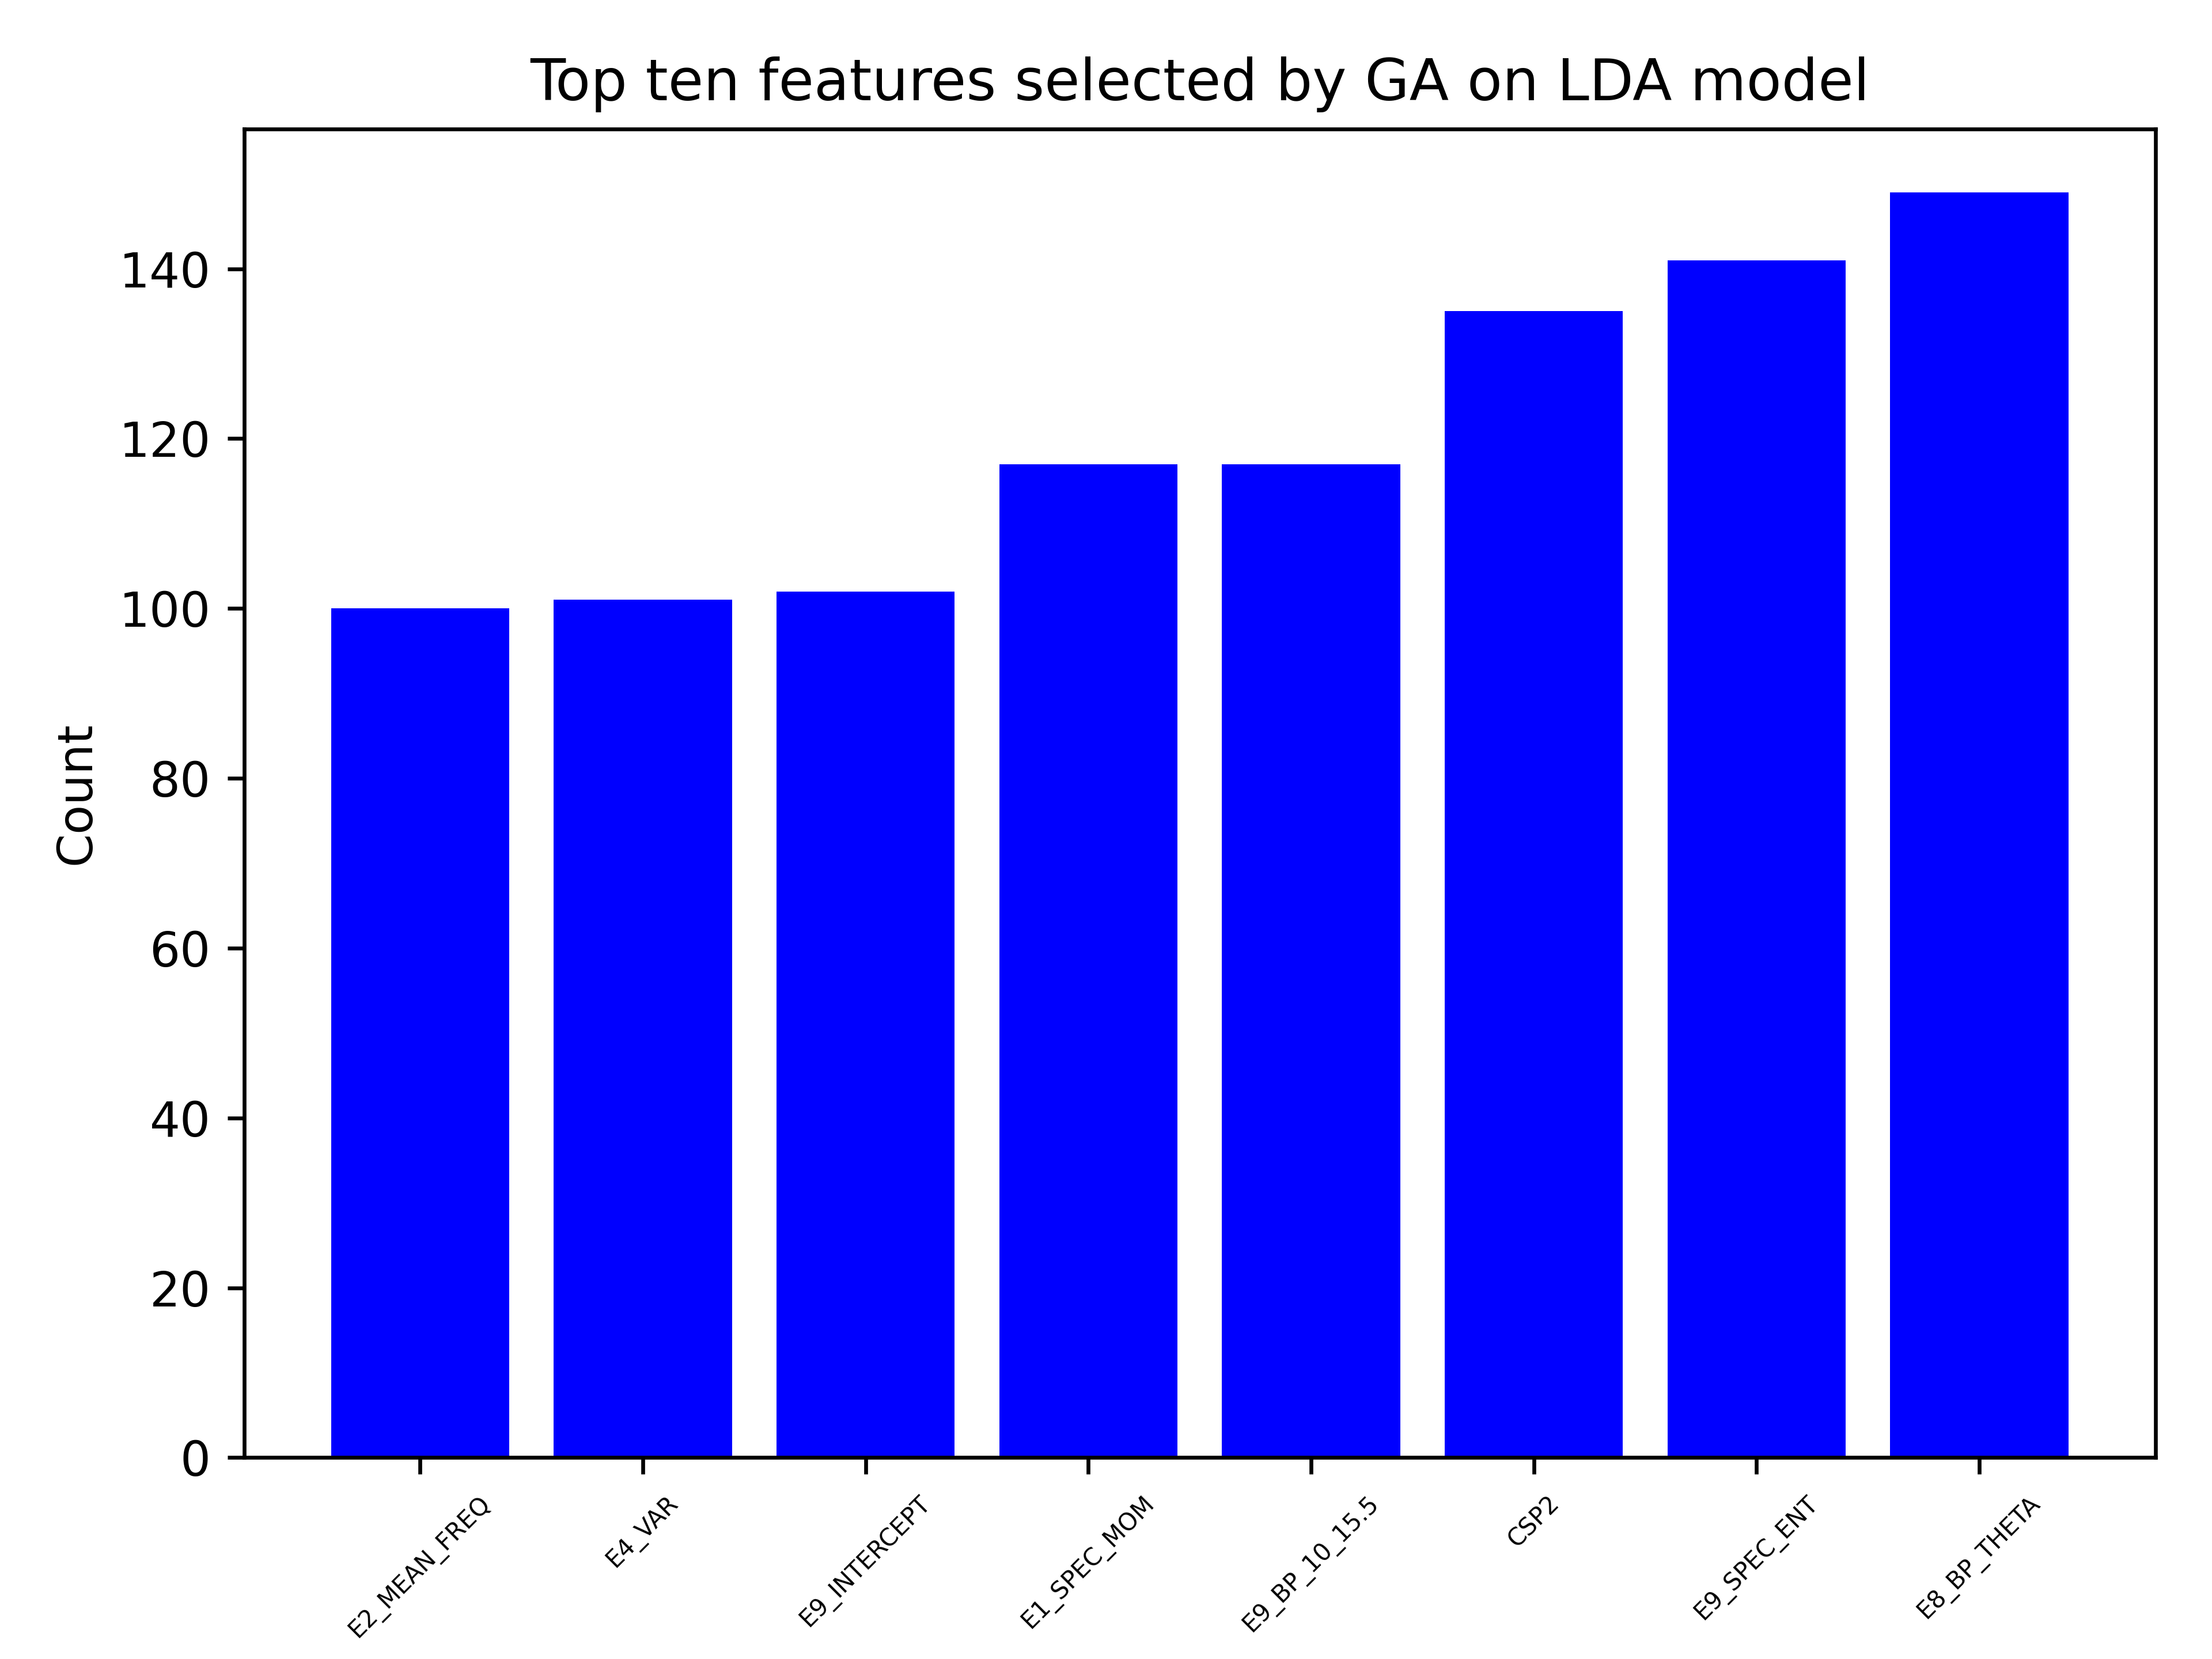 Top ten features selected by GA on LDA model
Count
140
120
100
80
60
40
20
0
E2_MEAN_FREQ
E4_VAR
E9_INTERCEPT
E1_SPEC_MOM
E9_BP_10_15.5
CSP2
E9_SPEC_ENT
E8_BP_THETA